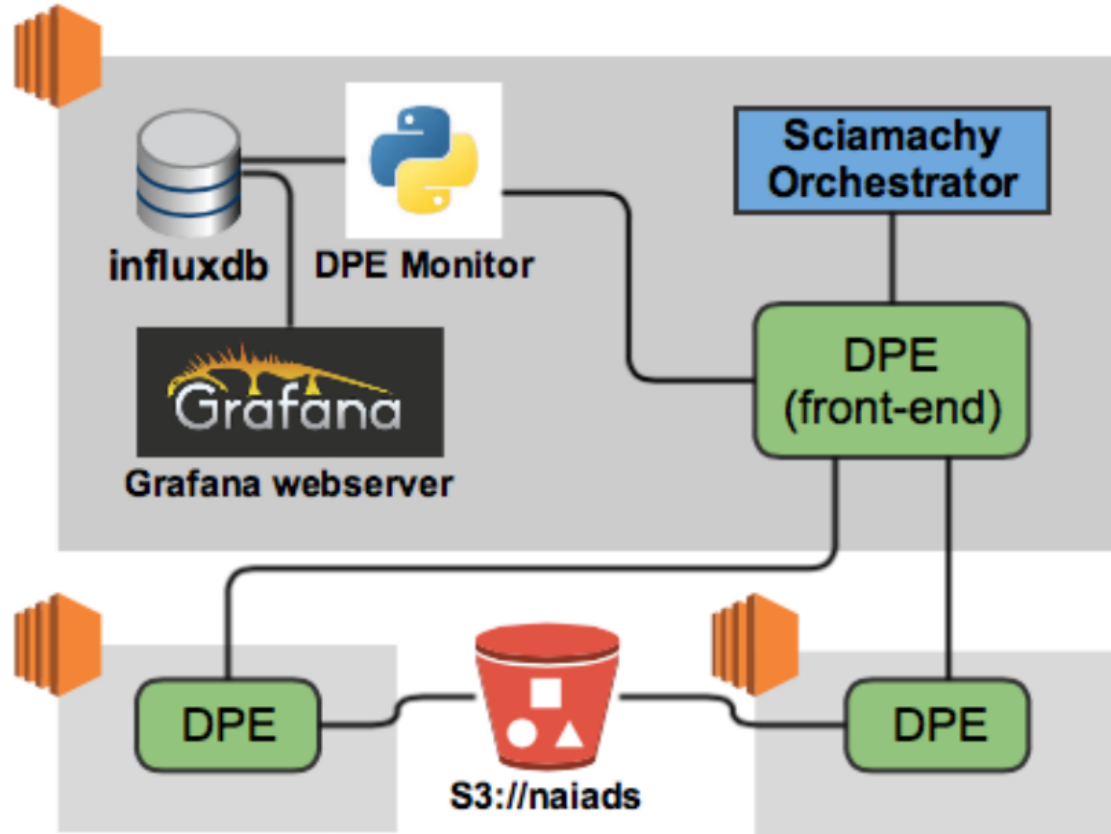 Sciamachy
Orchestrator
influxdb
DPE Monitor
DPE
(front-end)
Grafana
Grafana webserver
DPE
DPE
S3://naiads